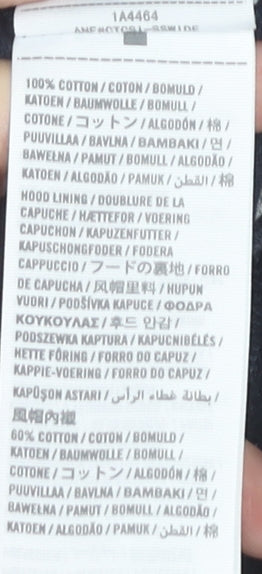 1A4464
100% COTTON / COTON / BOMULD /
KATOEN / BAUMWOLLE / BOMULL /
COTONE / コットン / ALGODÓN / 棉 /
PUUVILLAA / BAVLNA / BAMBAKI / 면 /
BAWEŁNA / PAMUT / BOMULL / ALGODÃO /
KATOEN / ALGODÃO / PAMUK / القطن / 棉
HOOD LINING / DOUBLURE DE LA
CAPUCHE / HÆTTEFOR / VOERING
CAPUCHON / KAPUZENFUTTER /
KAPUSCHONGFODER / FODERA
CAPPUCCIO / フードの裏地 / FORRO
DE CAPUCHA / 风帽里料 / HUPUN
VUORI / PODŠÍVKA KAPUCE / ΦΟΔΡΑ
ΚΟΥΚΟΥΛΑΣ / 후드 안감 /
PODSZEWKA KAPTURA / KAPUCNIBÉLÉS /
HETTE FÔRING / FORRO DO CAPUZ /
KAPPIE-VOERING / FORRO DO CAPUZ /
KAPÜŞON ASTARI / بطانة غطاء الرأس /
風帽內襯
60% COTTON / COTON / BOMULD /
KATOEN / BAUMWOLLE / BOMULL /
COTONE / コットン / ALGODÓN / 棉 /
PUUVILLAA / BAVLNA / BAMBAKI / 면 /
BAWEŁNA / PAMUT / BOMULL / ALGODÃO /
KATOEN / ALGODÃO / PAMUK / القطن / 棉